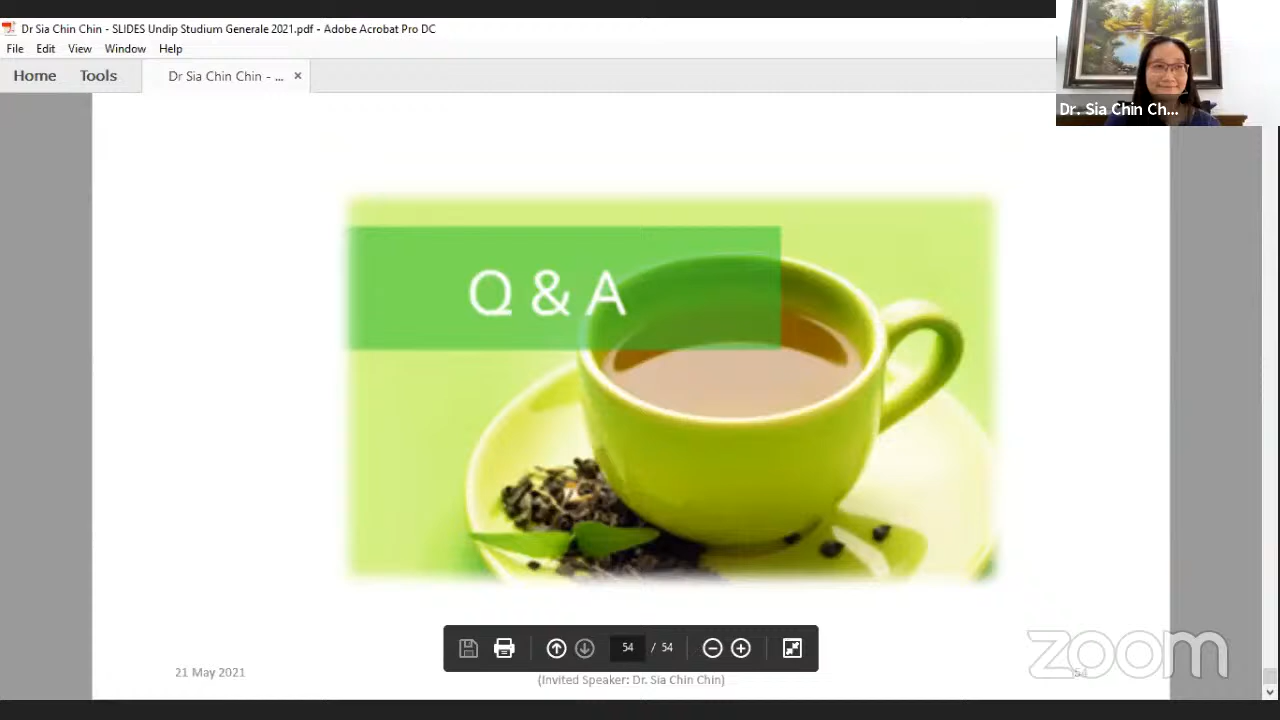 Dr Sia Chin Chin - SLIDES Undip Studium Generale 2021.pdf - Adobe Acrobat Pro DC
File Edit View Window Help
Home Tools Dr Sia Chin Chin - ... ×
Dr. Sia Chin Ch...
Q & A
54 / 54
21 May 2021
(Invited Speaker: Dr. Sia Chin Chin)
54
zoom